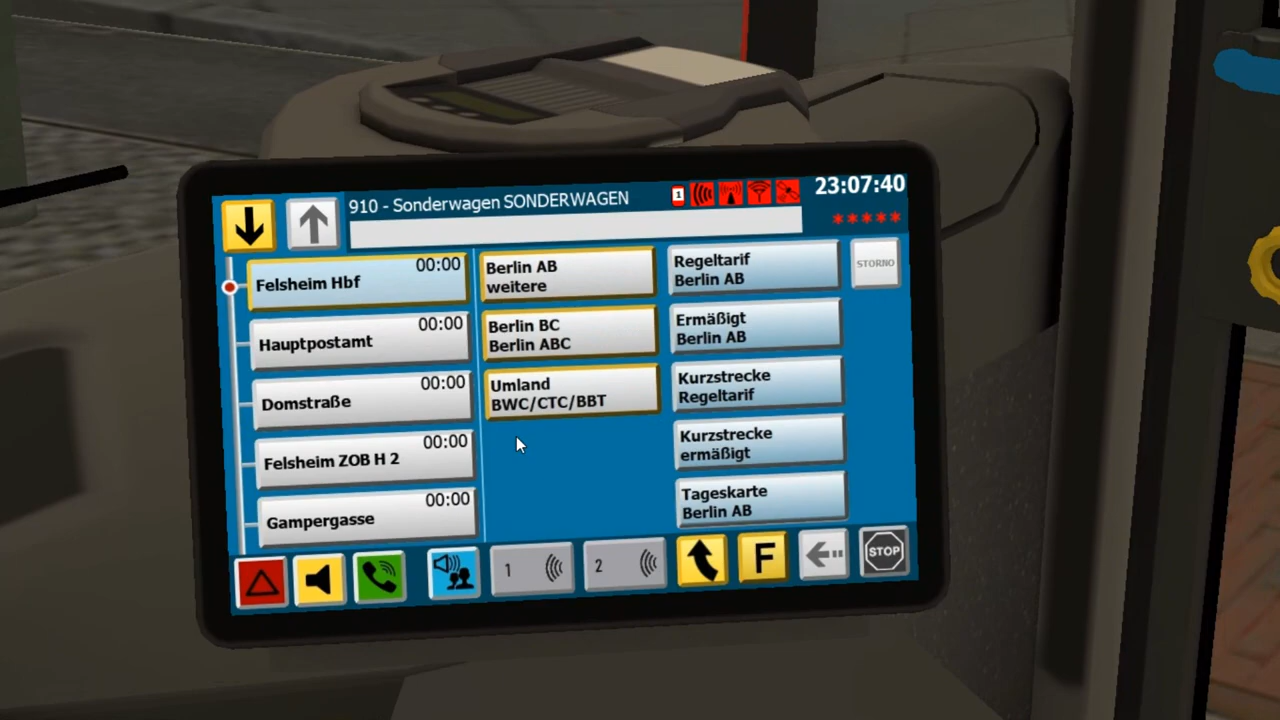 910 - Sonderwagen SONDERWAGEN
1
23:07:40
*****
00:00
Felsheim Hbf
00:00
Hauptpostamt
00:00
Domstraße
00:00
Felsheim ZOB H 2
00:00
Gampergasse
Berlin AB
weitere
Berlin BC
Berlin ABC
Umland
BWC/CTC/BBT
Regeltarif
Berlin AB
Ermäßigt
Berlin AB
Kurzstrecke
Regeltarif
Kurzstrecke
ermäßigt
Tageskarte
Berlin AB
STORNO
1
2
F
STOP